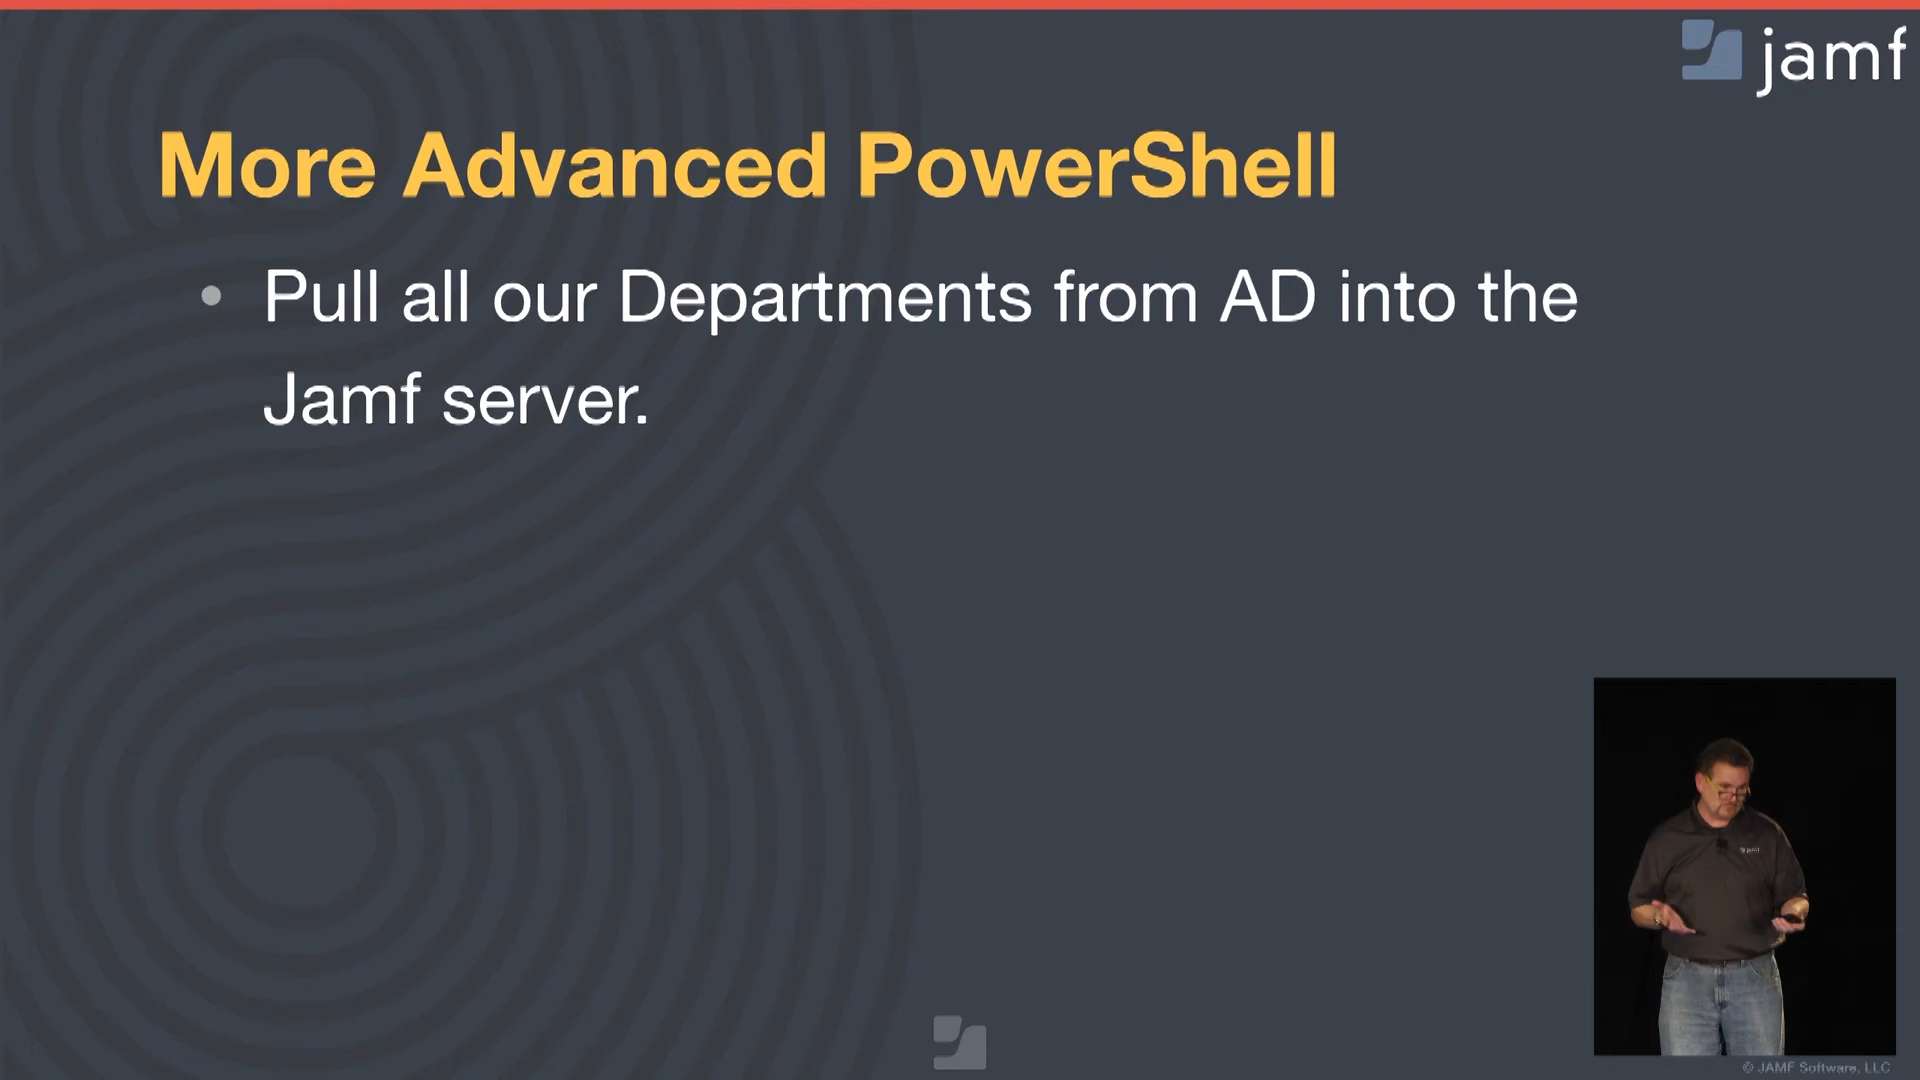 jamf
More Advanced PowerShell
• Pull all our Departments from AD into the
Jamf server.
© JAMF Software, LLC